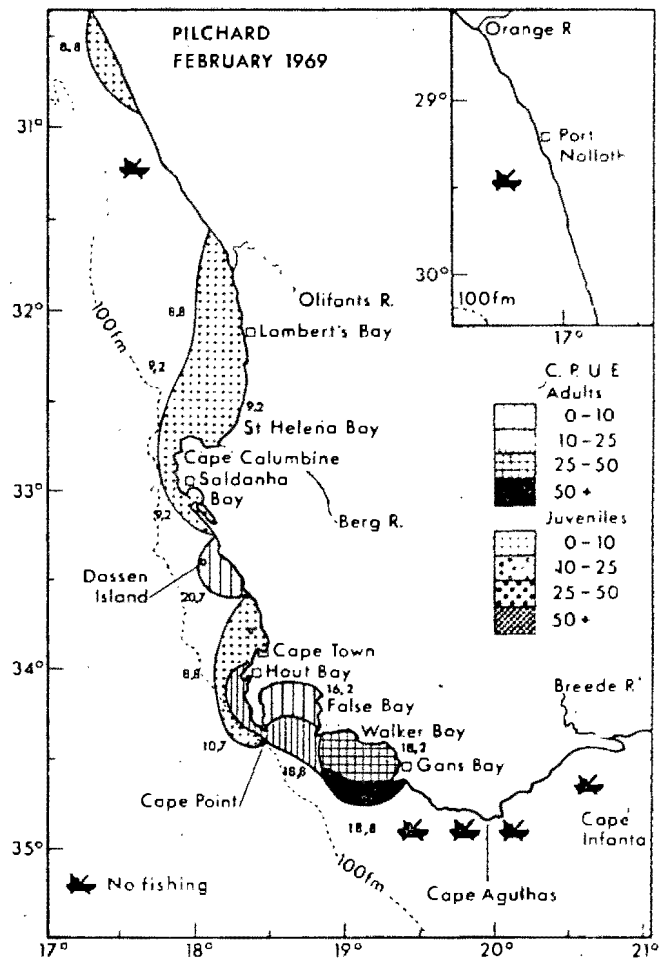 PILCHARD
FEBRUARY 1969
8,8
31°
32°
33°
34°
35°
17°
18°
19°
20°
21°
Orange R
29°
Port
Nolloth
30°
100fm
17°
Olifants R.
8,8
100fm
Lambert's Bay
9,2
9,2
St Helena Bay
Cape Calumbine
Saldanha
Bay
9,2
Berg R.
Dassen
Island
20,7
Cape Town
Hout Bay
8,8
16,2
False Bay
Walker Bay
18,2
Gans Bay
10,7
18,8
Cape Point
18,8
100fm
Breede R.
Cape
Infanta
Cape Agulhas
No fishing
C. P. U E
Adults
0-10
10-25
25-50
50+
Juveniles
0-10
10-25
25-50
50+